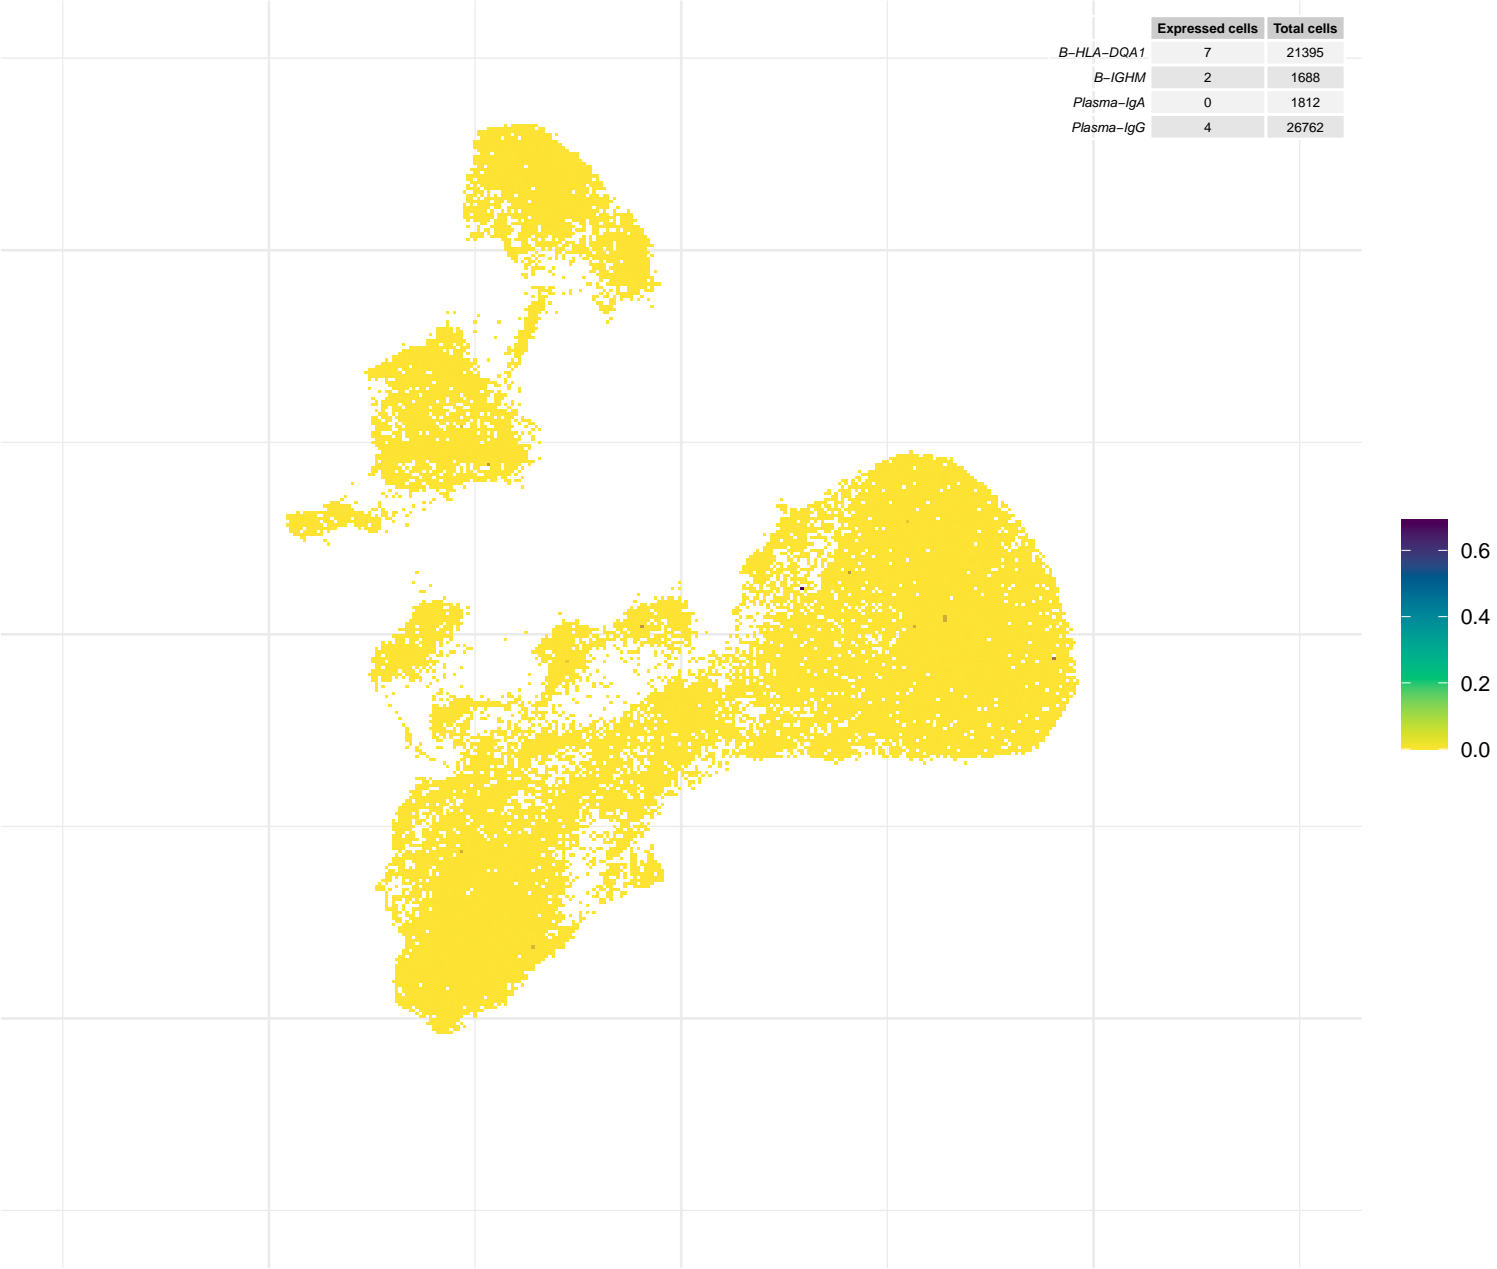 Expressed cells Total cells
B−HLA−DQA1 7 21395
B−IGHM 2 1688
Plasma−IgA 0 1812
Plasma−IgG 4 26762
0.6
0.4
0.2
0.0